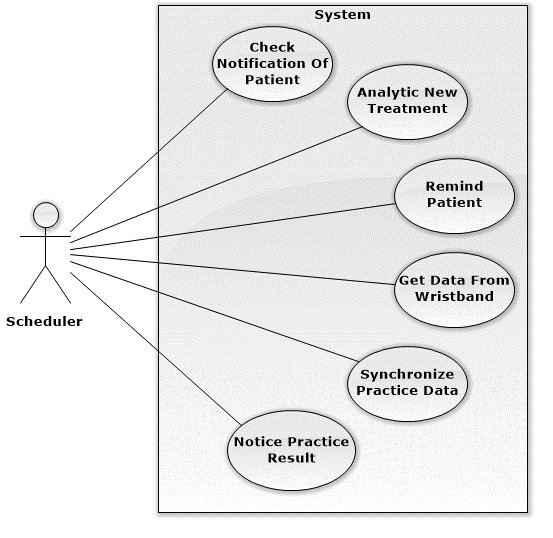 System
Check
Notification Of
Patient
Analytic New
Treatment
Remind
Patient
Get Data From
Wristband
Scheduler
Synchronize
Practice Data
Notice Practice
Result